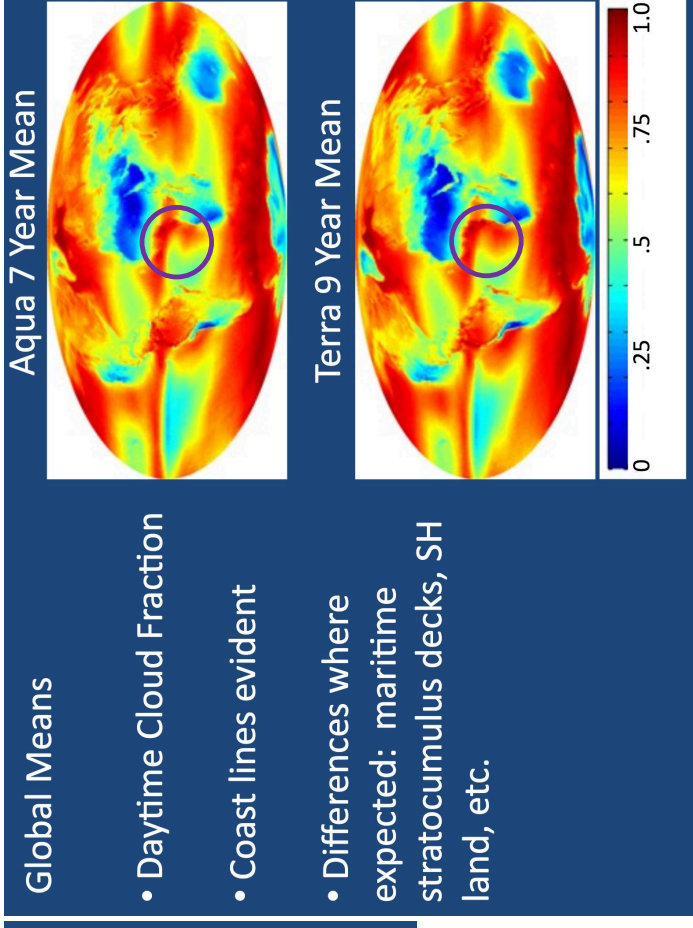 Global Means
• Daytime Cloud Fraction
• Coast lines evident
• Differences where
expected: maritime
stratocumulus decks, SH
land, etc.
Aqua 7 Year Mean
Terra 9 Year Mean
0 .25 .5 .75 1.0